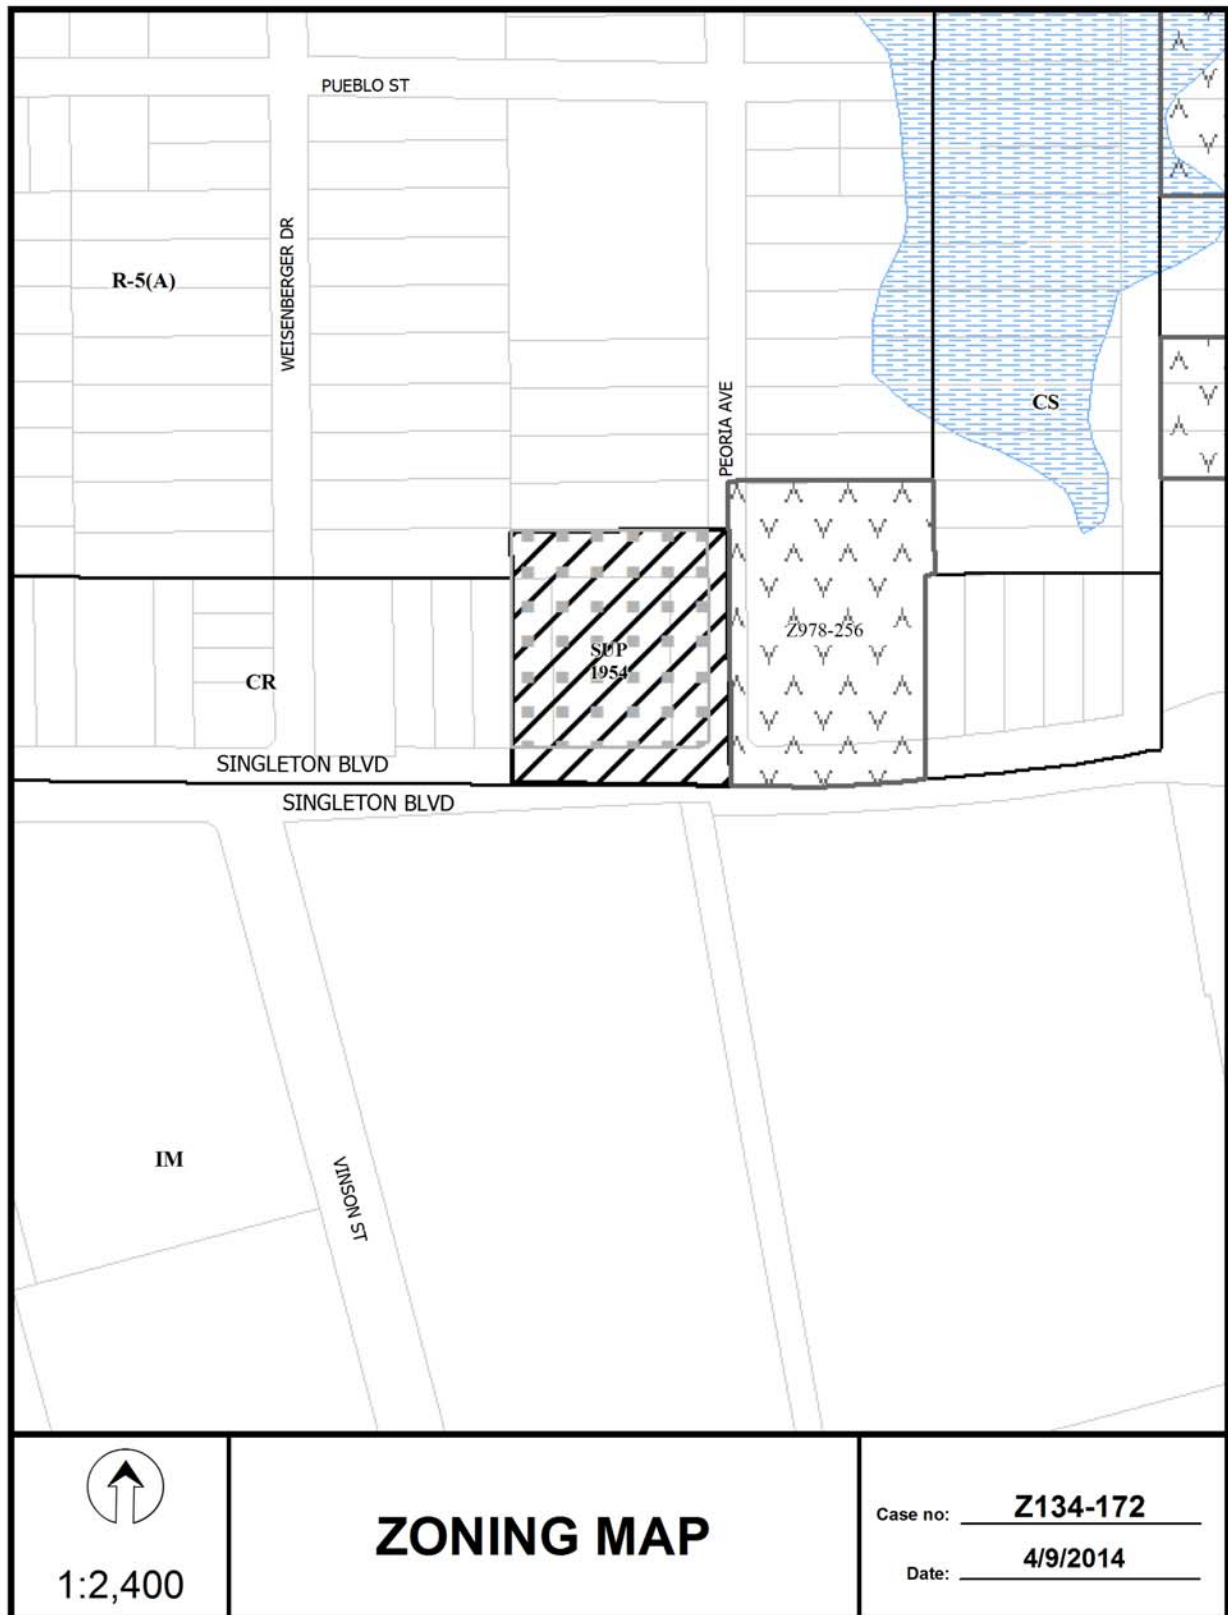 PUEBLO ST
WEISENBERGER DR
R-5(A)
PEORIA AVE
CS
Z978-256
SUP
1954
CR
SINGLETON BLVD
SINGLETON BLVD
IM
VINSON ST
1:2,400
ZONING MAP
Case no: Z134-172
Date: 4/9/2014